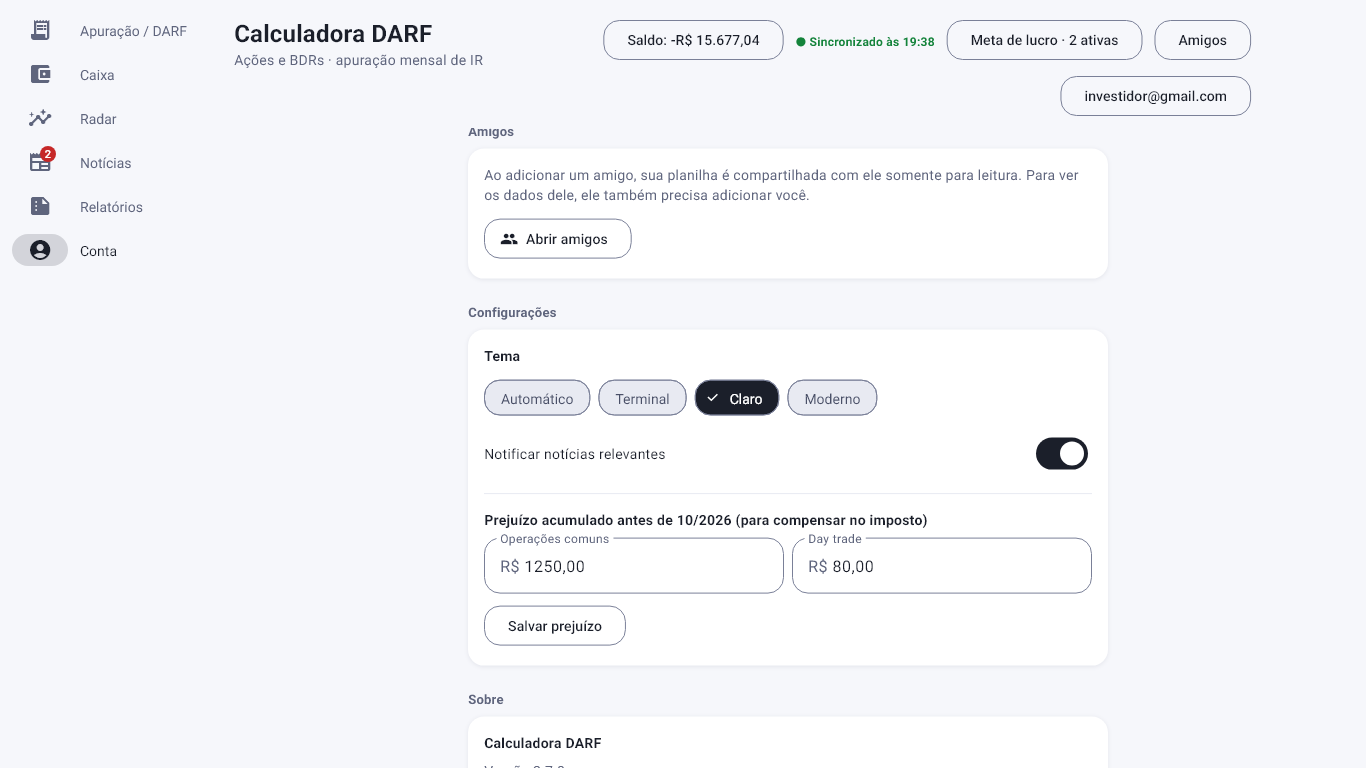 Apuração / DARF
Caixa
Radar
2
Notícias
Relatórios
Conta
Calculadora DARF
Ações e BDRs · apuração mensal de IR
Saldo: -R$ 15.677,04
Sincronizado às 19:38
Meta de lucro · 2 ativas
Amigos
investidor@gmail.com
Amigos
Ao adicionar um amigo, sua planilha é compartilhada com ele somente para leitura. Para ver
os dados dele, ele também precisa adicionar você.
Abrir amigos
Configurações
Tema
Automático
Terminal
Claro
Moderno
Notificar notícias relevantes
Prejuízo acumulado antes de 10/2026 (para compensar no imposto)
Operações comuns
R$ 1250,00
Day trade
R$ 80,00
Salvar prejuízo
Sobre
Calculadora DARF